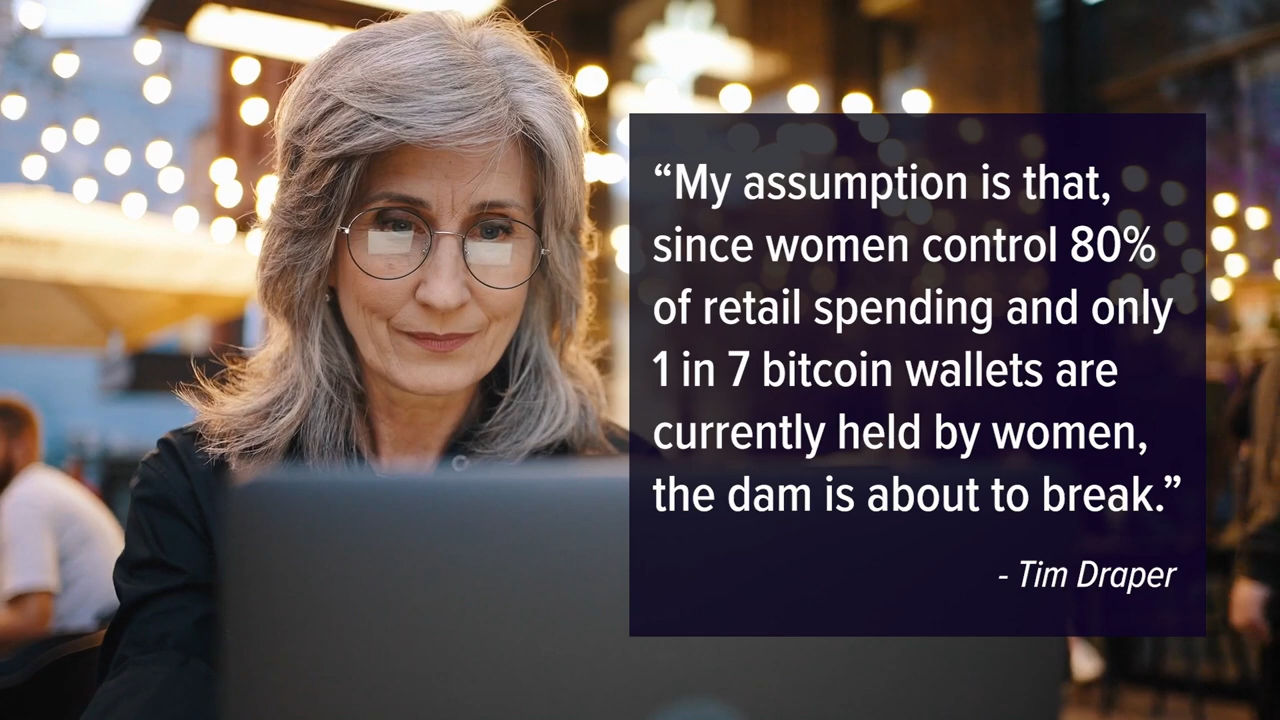 “My assumption is that,
since women control 80%
of retail spending and only
1 in 7 bitcoin wallets are
currently held by women,
the dam is about to break.”
- Tim Draper